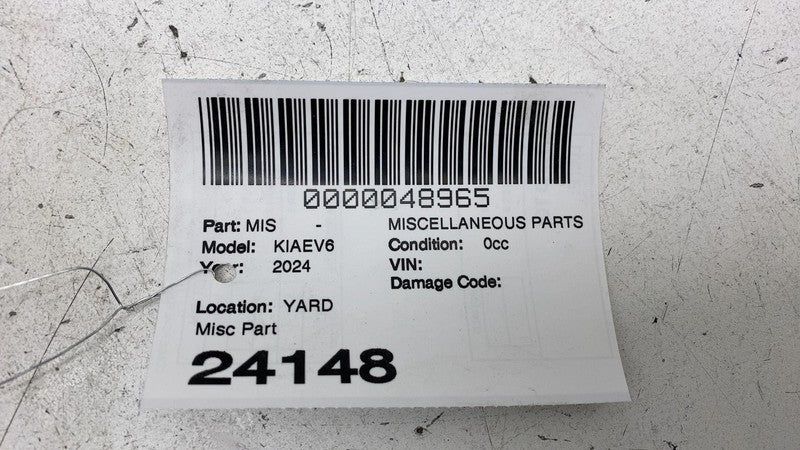 0000048965
Part: MIS - MISCELLANEOUS PARTS
Model: KIAEV6 Condition: 0cc
2024 VIN:
Damage Code:
Location: YARD
Misc Part
24148